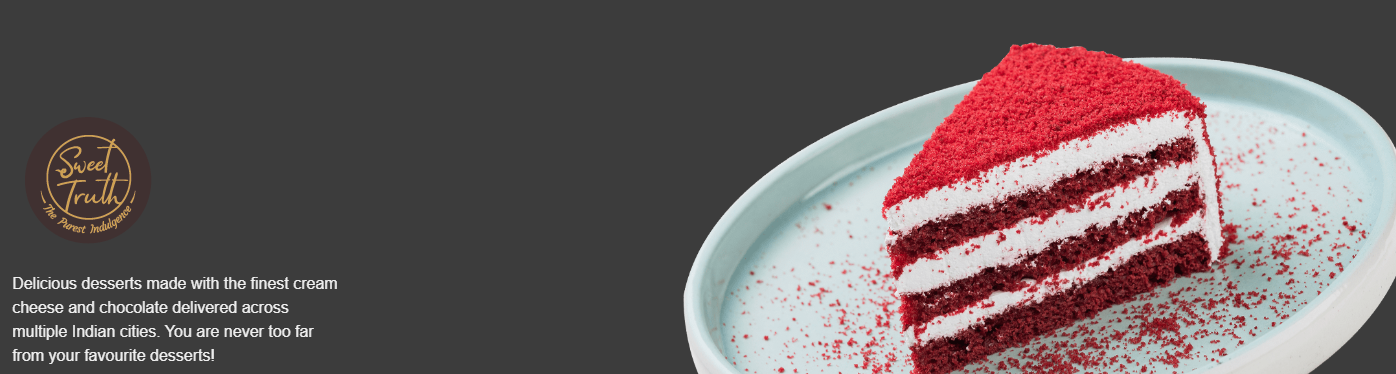 Sweet
Truth
The Purest Indulgence
Delicious desserts made with the finest cream
cheese and chocolate delivered across
multiple Indian cities. You are never too far
from your favourite desserts!